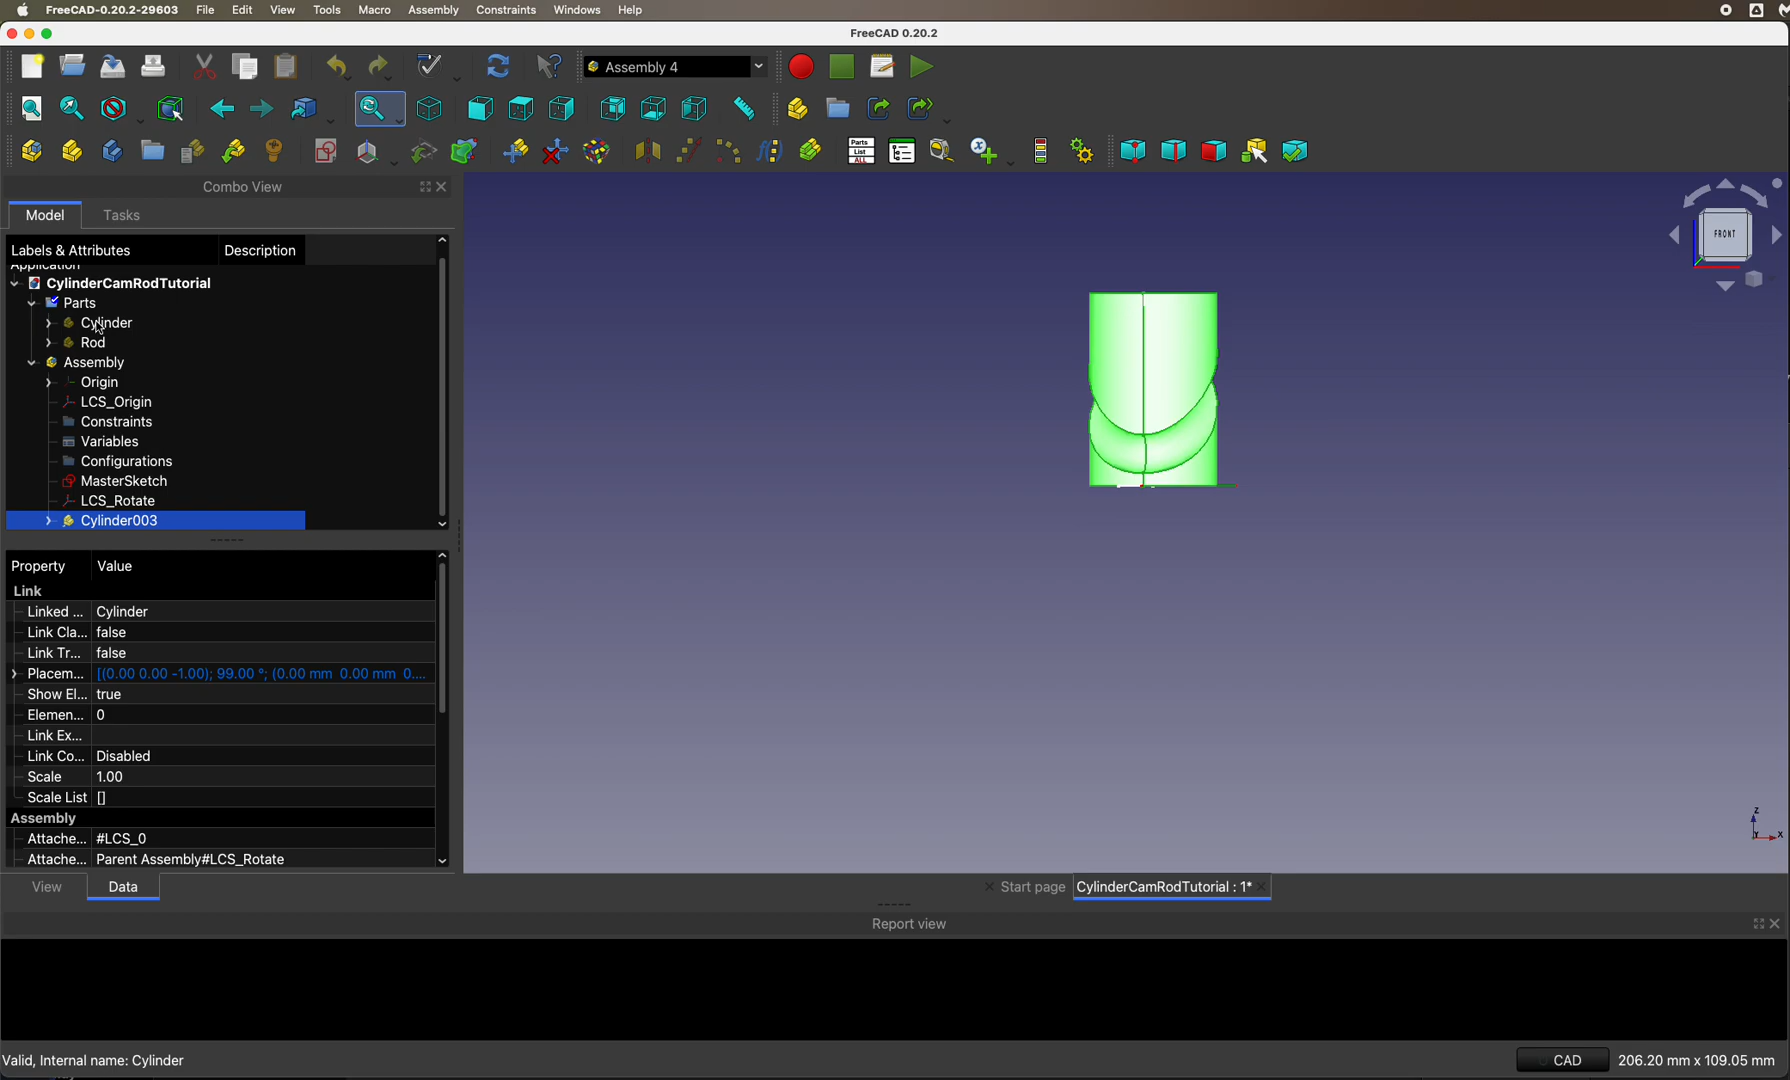 FreeCAD-0.20.2-29603 File Edit View Tools Macro Assembly Constraints Windows Help
FreeCAD 0.20.2
Assembly 4
Parts List ALL
Combo View
Model Tasks
Labels & Attributes Description
Application
CylinderCamRodTutorial
Parts
Cylinder
Rod
Assembly
Origin
LCS_Origin
Constraints
Variables
Configurations
MasterSketch
LCS_Rotate
Cylinder003
FRONT
Property Value
Link
Linked ... Cylinder
Link Cla... false
Link Tr... false
Placem... [(0.00 0.00 -1.00); 99.00 °; (0.00 mm 0.00 mm 0....
Show El... true
Elemen... 0
Link Ex...
Link Co... Disabled
Scale 1.00
Scale List []
Assembly
Attache... #LCS_0
Attache... Parent Assembly#LCS_Rotate
Z
Y X
View Data
Start page CylinderCamRodTutorial : 1*
Report view
Valid, Internal name: Cylinder
CAD 206.20 mm x 109.05 mm